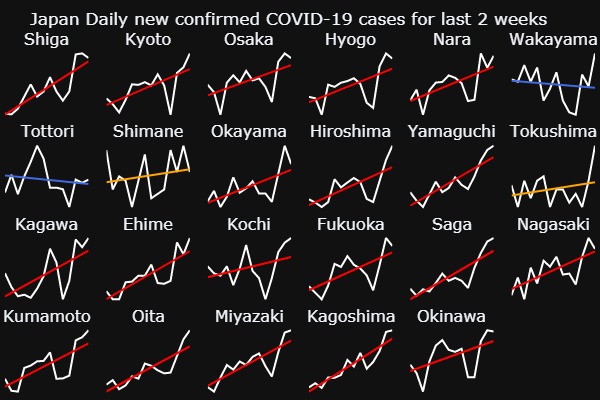 Japan Daily new confirmed COVID-19 cases for last 2 weeks
Shiga Kyoto Osaka Hyogo Nara Wakayama
Tottori Shimane Okayama Hiroshima Yamaguchi Tokushima
Kagawa Ehime Kochi Fukuoka Saga Nagasaki
Kumamoto Oita Miyazaki Kagoshima Okinawa